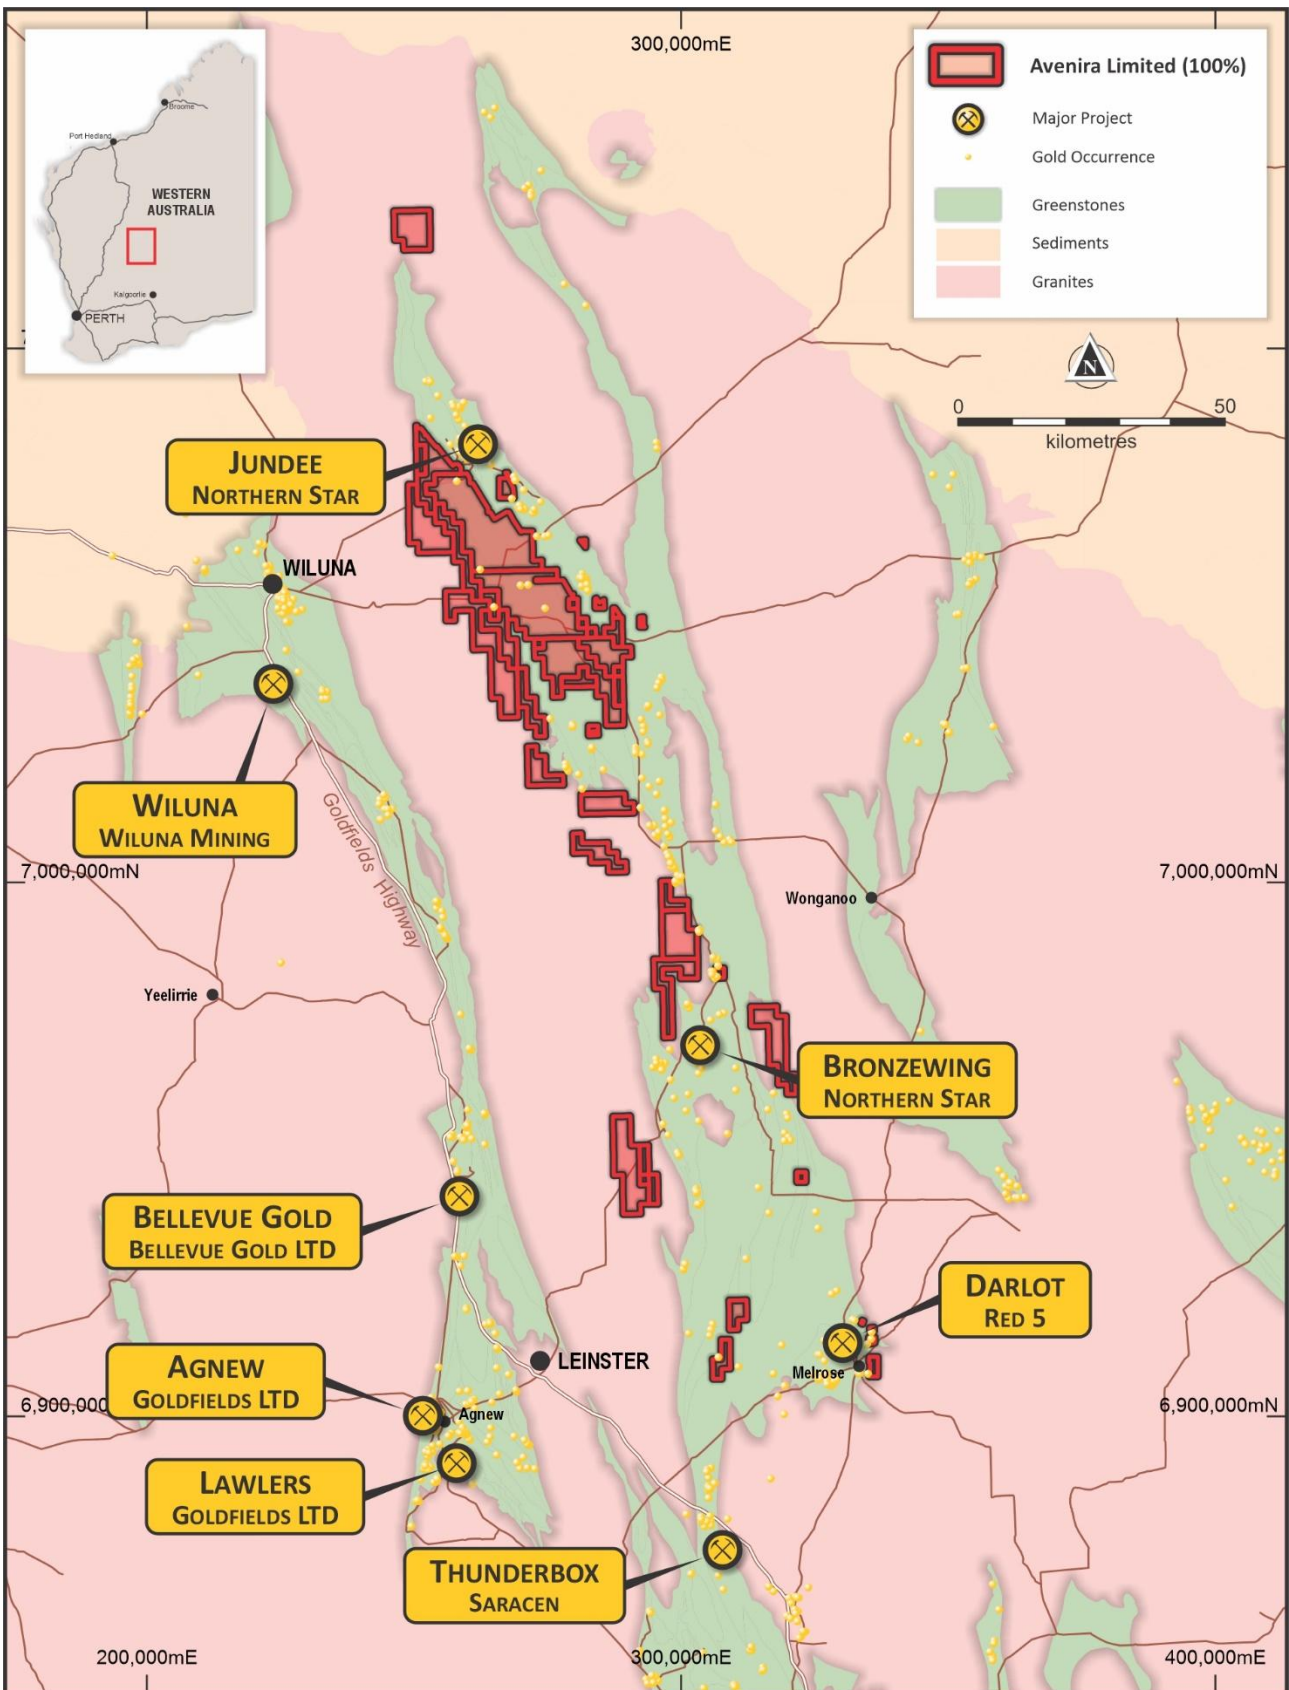 300,000mE
Avenira Limited (100%)
Major Project
Gold Occurrence
Greenstones
Sediments
Granites
Broome
Port Hedland
WESTERN
AUSTRALIA
Kalgoorlie
PERTH
N
0 50
kilometres
JUNDEE
NORTHERN STAR
WILUNA
WILUNA
WILUNA MINING
Goldfields Highway
7,000,000mN
7,000,000mN
Wonganoo
Yeelirrie
BRONZEWING
NORTHERN STAR
BELLEVUE GOLD
BELLEVUE GOLD LTD
DARLOT
RED 5
LEINSTER
Melrose
AGNEW
GOLDFIELDS LTD
6,900,000
6,900,000mN
Agnew
LAWLERS
GOLDFIELDS LTD
THUNDERBOX
SARACEN
200,000mE
300,000mE
400,000mE